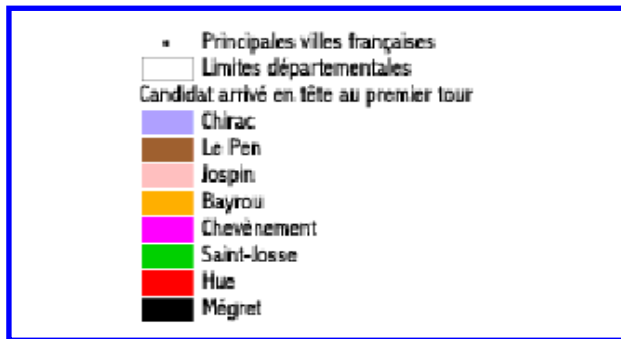 Principales villes françaises
Limites départementales
Candidat arrivé en tête au premier tour
Chirac
Le Pen
Jospin
Bayrou
Chevènement
Saint-Josse
Hue
Mégret